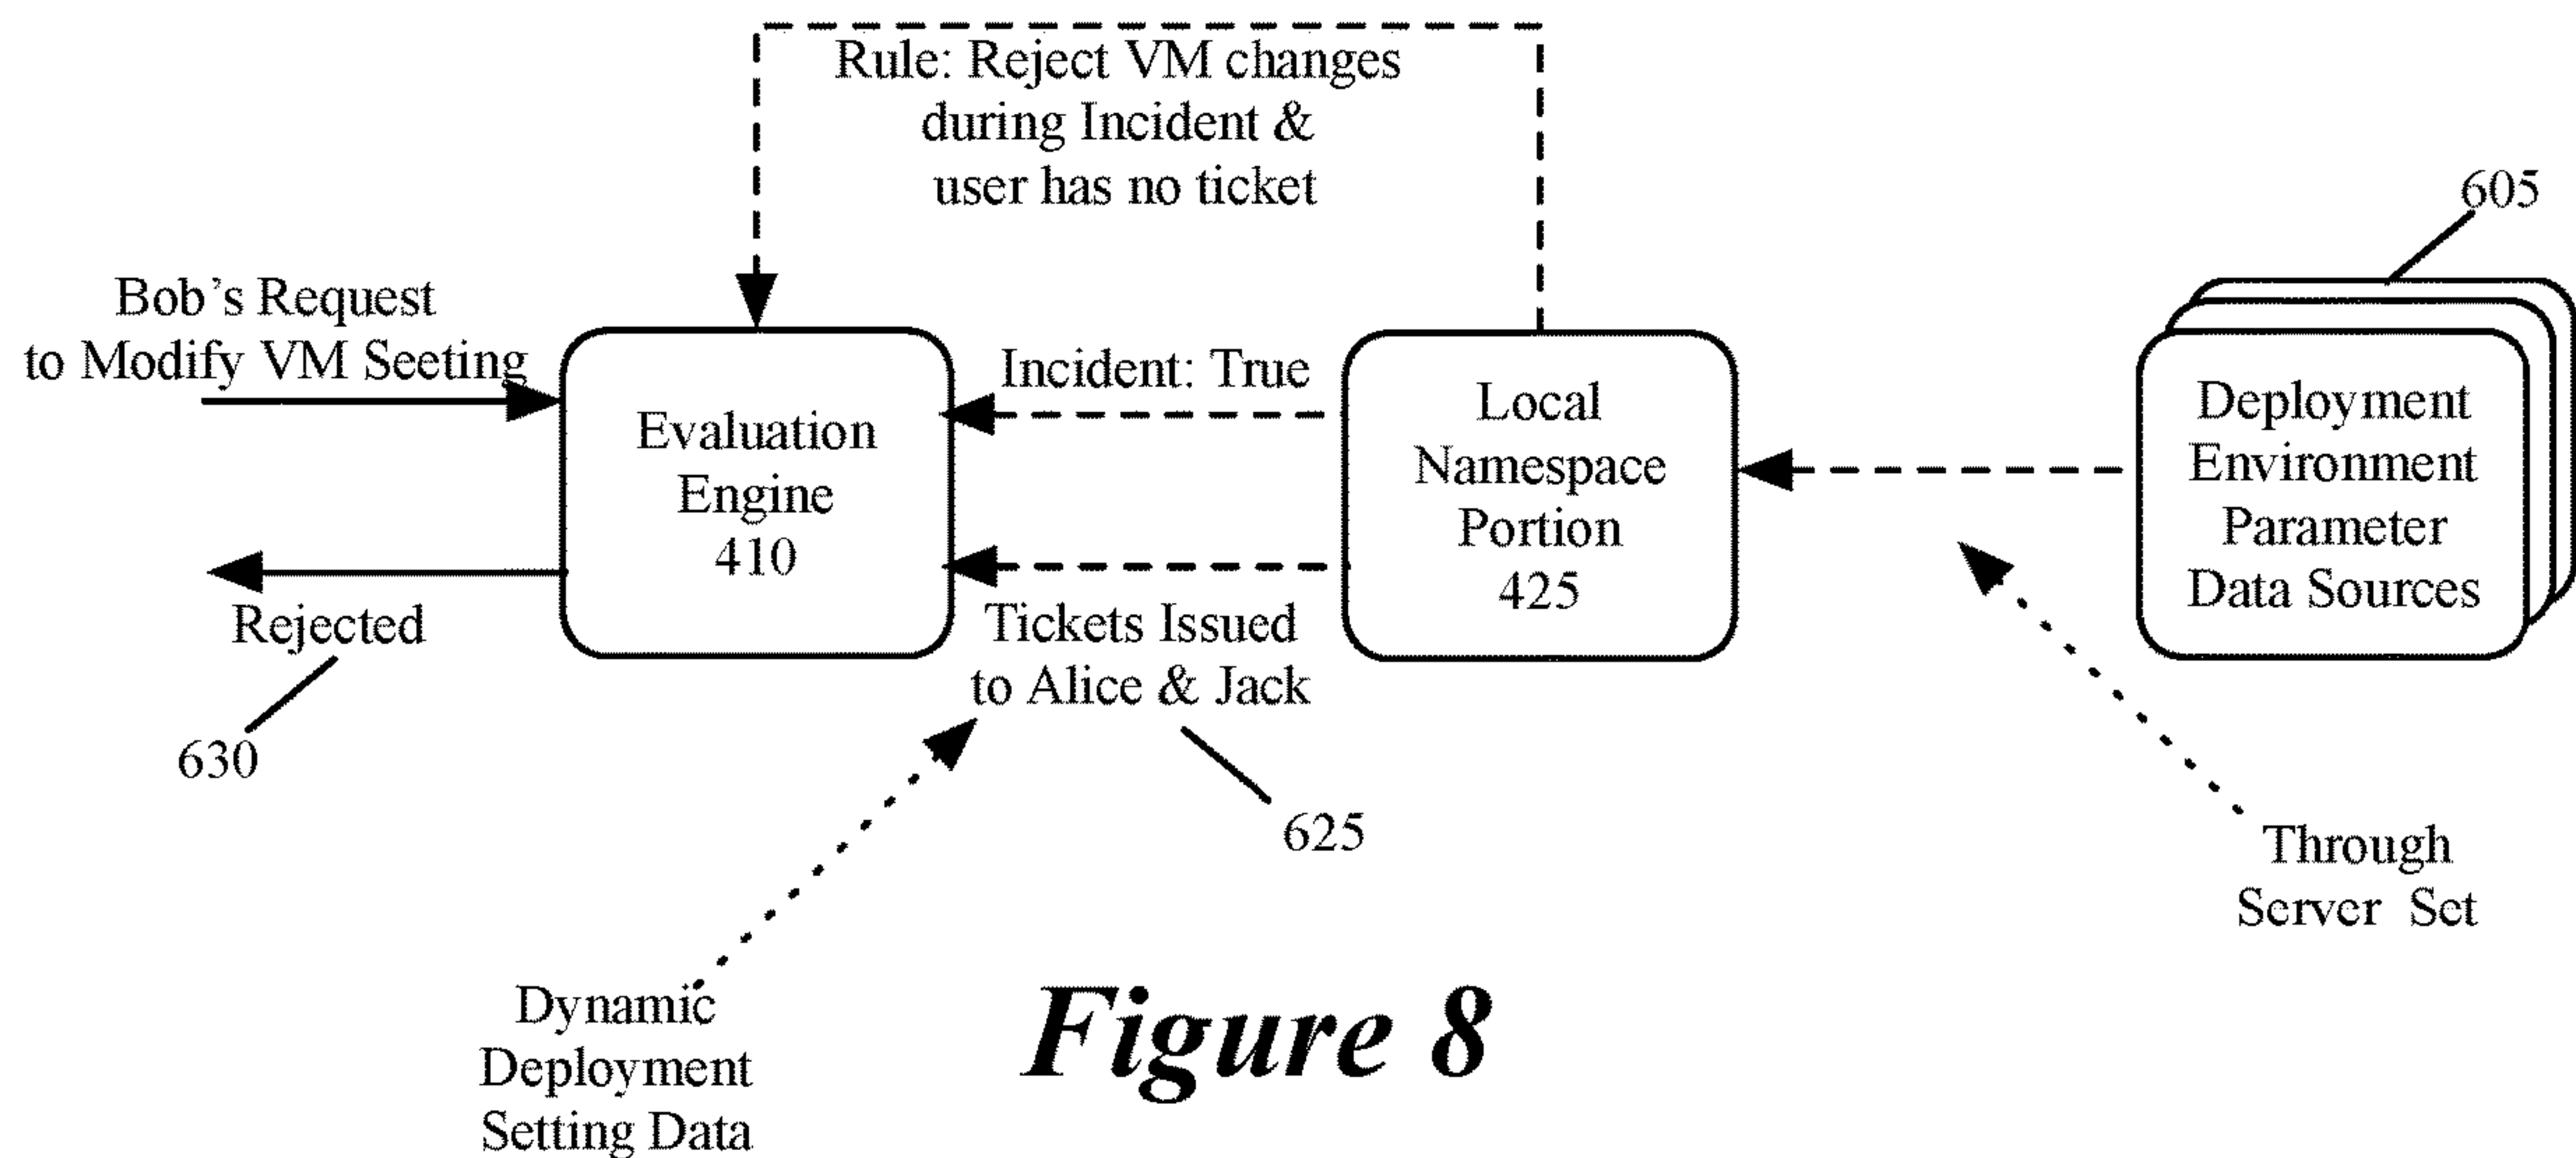 Rule: Reject VM changes
during Incident &
user has no ticket
605
Bob's Request
to Modify VM Seeting
Incident: True
Evaluation
Engine
410
Local
Namespace
Portion
425
Deployment
Environment
Parameter
Data Sources
Rejected
630
Tickets Issued
to Alice & Jack
625
Through
Server Set
Dynamic
Deployment
Setting Data
Figure 8